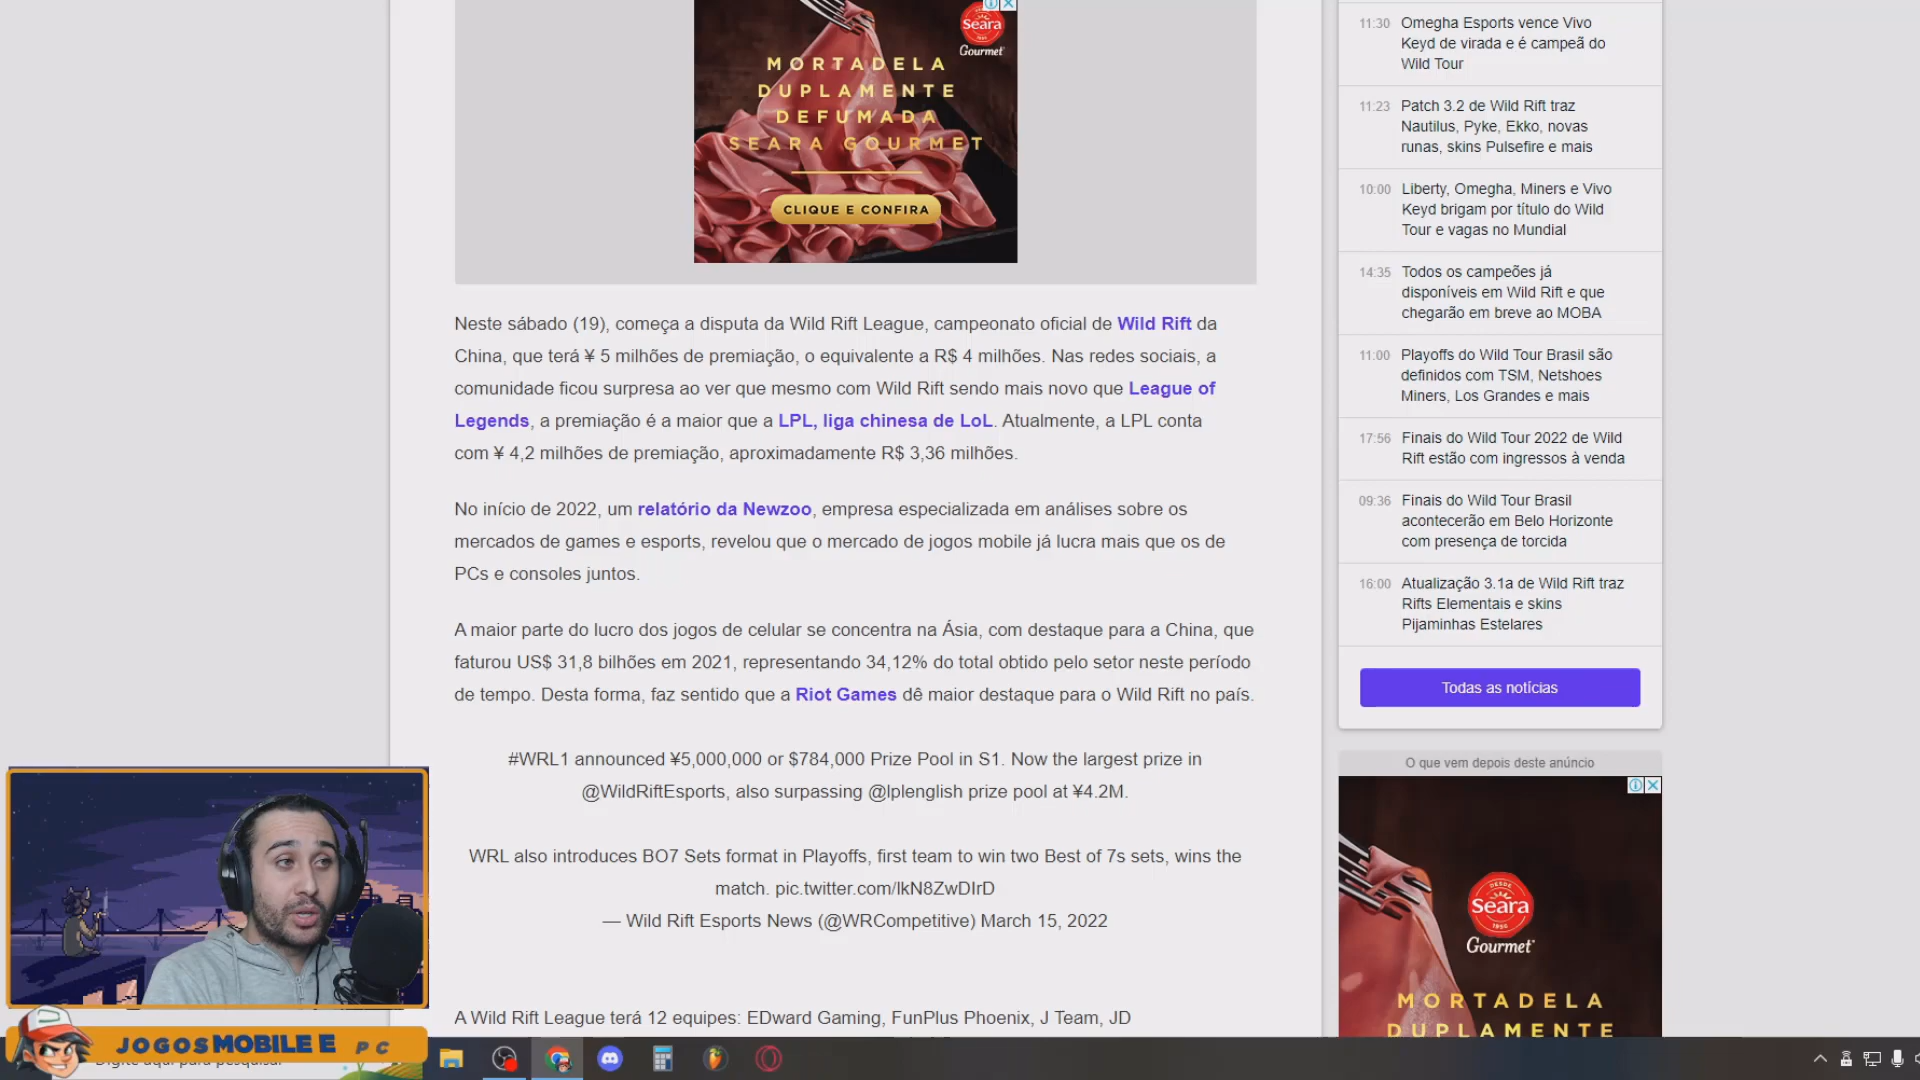 Seara
Gourmet
MORTADELA
DUPLAMENTE
DEFUMADA
SEARA GOURMET
CLIQUE E CONFIRA
Neste sábado (19), começa a disputa da Wild Rift League, campeonato oficial de Wild Rift da
China, que terá ¥ 5 milhões de premiação, o equivalente a R$ 4 milhões. Nas redes sociais, a
comunidade ficou surpresa ao ver que mesmo com Wild Rift sendo mais novo que League of
Legends, a premiação é a maior que a LPL, liga chinesa de LoL. Atualmente, a LPL conta
com ¥ 4,2 milhões de premiação, aproximadamente R$ 3,36 milhões.
No início de 2022, um relatório da Newzoo, empresa especializada em análises sobre os
mercados de games e esports, revelou que o mercado de jogos mobile já lucra mais que os de
PCs e consoles juntos.
A maior parte do lucro dos jogos de celular se concentra na Ásia, com destaque para a China, que
faturou US$ 31,8 bilhões em 2021, representando 34,12% do total obtido pelo setor neste período
de tempo. Desta forma, faz sentido que a Riot Games dê maior destaque para o Wild Rift no país.
#WRL1 announced ¥5,000,000 or $784,000 Prize Pool in S1. Now the largest prize in
@WildRiftEsports, also surpassing @lplenglish prize pool at ¥4.2M.
WRL also introduces BO7 Sets format in Playoffs, first team to win two Best of 7s sets, wins the
match. pic.twitter.com/lkN8ZwDIrD
— Wild Rift Esports News (@WRCompetitive) March 15, 2022
A Wild Rift League terá 12 equipes: EDward Gaming, FunPlus Phoenix, J Team, JD
11:30 Omegha Esports vence Vivo
Keyd de virada e é campeã do
Wild Tour
11:23 Patch 3.2 de Wild Rift traz
Nautilus, Pyke, Ekko, novas
runas, skins Pulsefire e mais
10:00 Liberty, Omegha, Miners e Vivo
Keyd brigam por título do Wild
Tour e vagas no Mundial
14:35 Todos os campeões já
disponíveis em Wild Rift e que
chegarão em breve ao MOBA
11:00 Playoffs do Wild Tour Brasil são
definidos com TSM, Netshoes
Miners, Los Grandes e mais
17:56 Finais do Wild Tour 2022 de Wild
Rift estão com ingressos à venda
09:36 Finais do Wild Tour Brasil
acontecerão em Belo Horizonte
com presença de torcida
16:00 Atualização 3.1a de Wild Rift traz
Rifts Elementais e skins
Pijaminhas Estelares
Todas as notícias
O que vem depois deste anúncio
DESDE
Seara
1956
Gourmet
MORTADELA
DUPLAMENTE
JOGOS MOBILE E PC